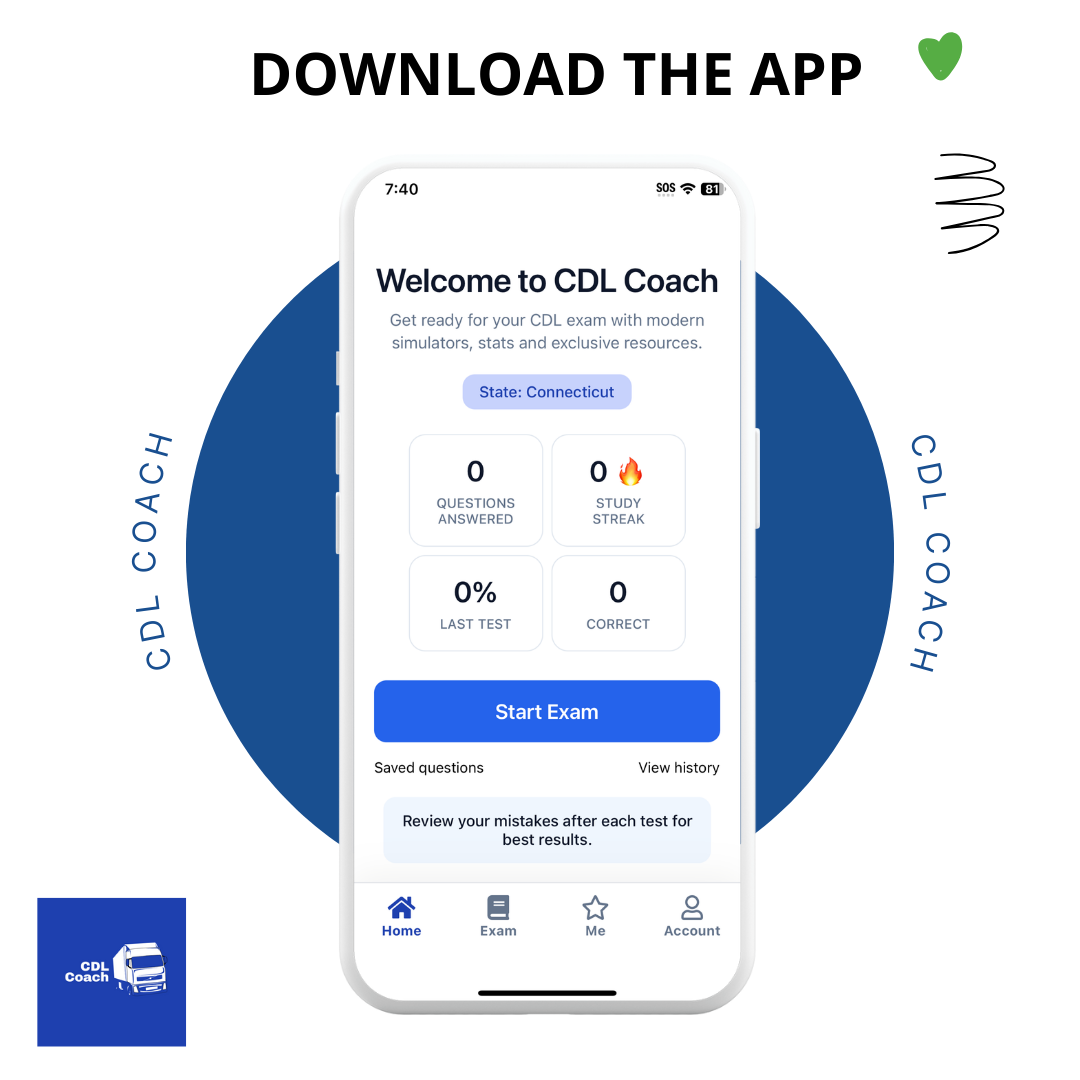 DOWNLOAD THE APP
7:40
SOS
81
Welcome to CDL Coach
Get ready for your CDL exam with modern
simulators, stats and exclusive resources.
State: Connecticut
0
QUESTIONS
ANSWERED
0 🔥
STUDY
STREAK
0%
LAST TEST
0
CORRECT
Start Exam
Saved questions
View history
Review your mistakes after each test for
best results.
Home
Exam
Me
Account
CDL COACH
CDL COACH
CDL
Coach